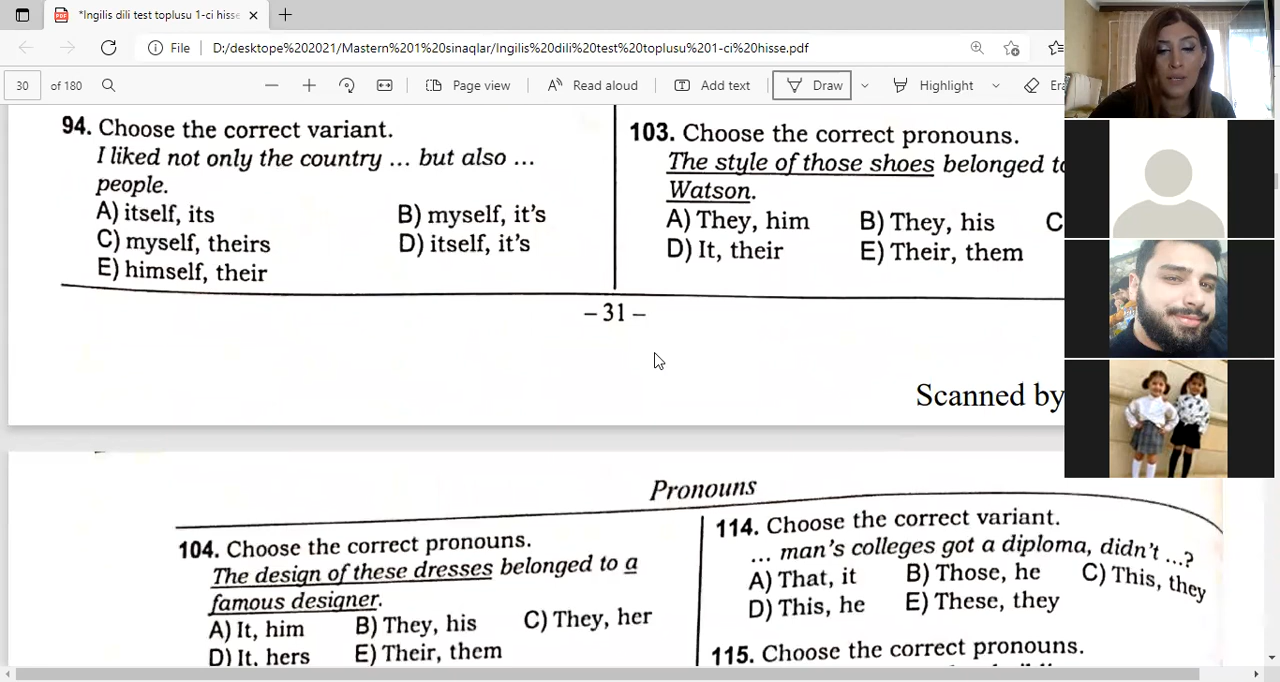 *Ingilis dili test toplusu 1-ci hisse
File
D:/desktope%202021/Mastern%201%20sinaqlar/Ingilis%20dili%20test%20toplusu%201-ci%20hisse.pdf
30 of 180
Page view
Read aloud
Add text
Draw
Highlight
94. Choose the correct variant.
I liked not only the country ... but also ...
people.
A) itself, its B) myself, it's
C) myself, theirs D) itself, it's
E) himself, their
103. Choose the correct pronouns.
The style of those shoes belonged
Watson.
A) They, him B) They, his C
D) It, their E) Their, them
– 31 –
Scanned by
Pronouns
104. Choose the correct pronouns.
The design of these dresses belonged to a
famous designer.
A) It, him B) They, his C) They, her
D) It, hers E) Their, them
114. Choose the correct variant.
... man's colleges got a diploma, didn't ...?
A) That, it B) Those, he C) This, they
D) This, he E) These, they
115. Choose the correct pronouns.